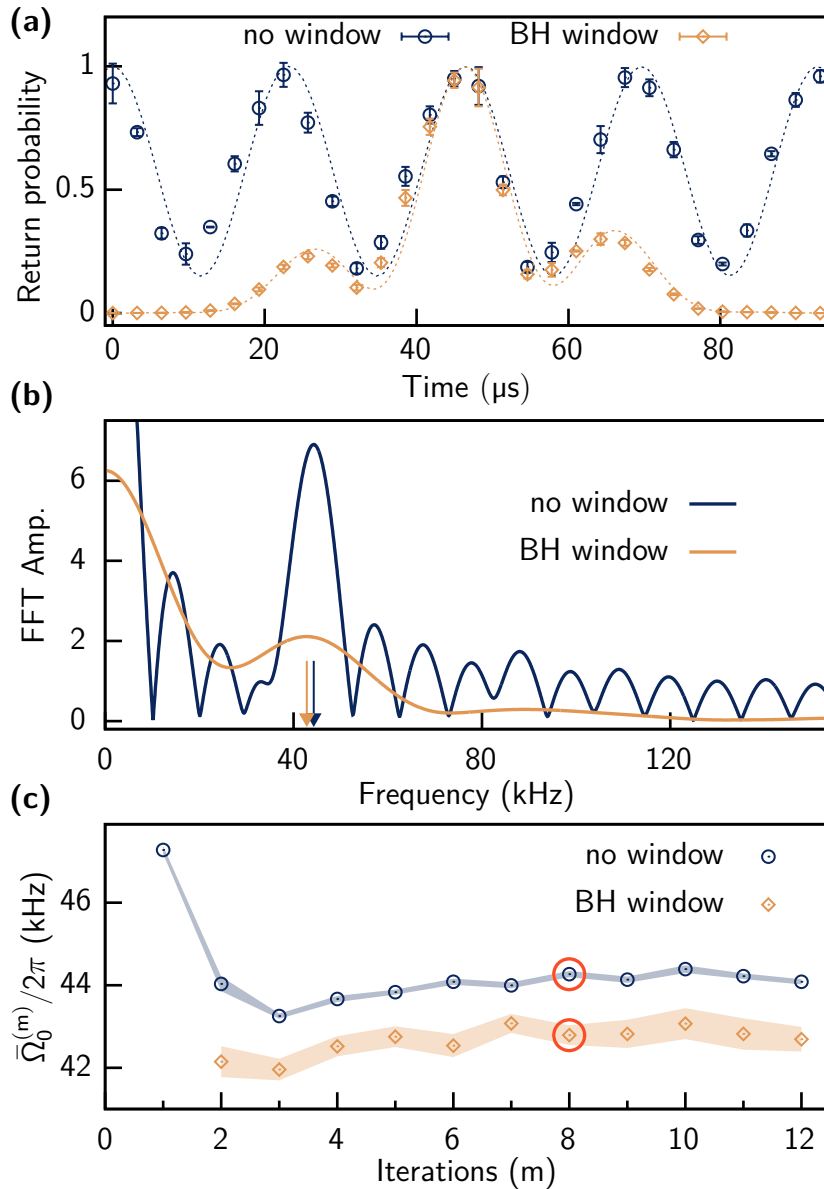 (a)
no window
BH window
Return probability
1
0.5
0
0 20 40 60 80
Time (µs)
(b)
FFT Amp.
6
4
2
0
no window
BH window
0 40 80 120
Frequency (kHz)
(c)
Ω̅₀⁽ᵐ⁾/2π (kHz)
46
44
42
no window
BH window
2 4 6 8 10 12
Iterations (m)